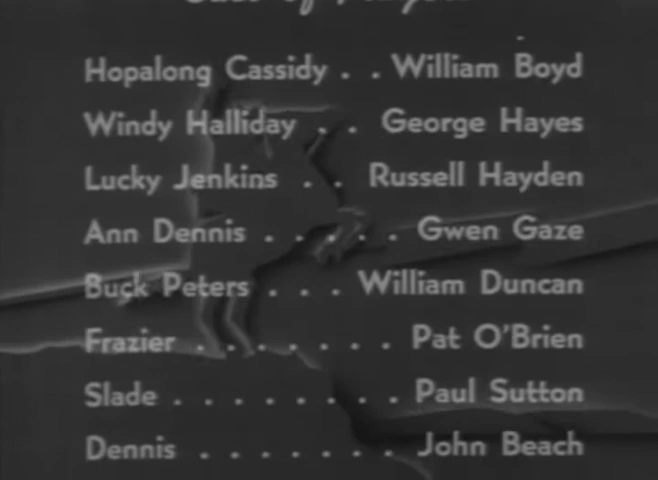 Hopalong Cassidy . . William Boyd
Windy Halliday . . George Hayes
Lucky Jenkins . . Russell Hayden
Ann Dennis . . . . . Gwen Gaze
Buck Peters . . . William Duncan
Frazier . . . . . . . Pat O'Brien
Slade . . . . . . . . Paul Sutton
Dennis . . . . . . . John Beach